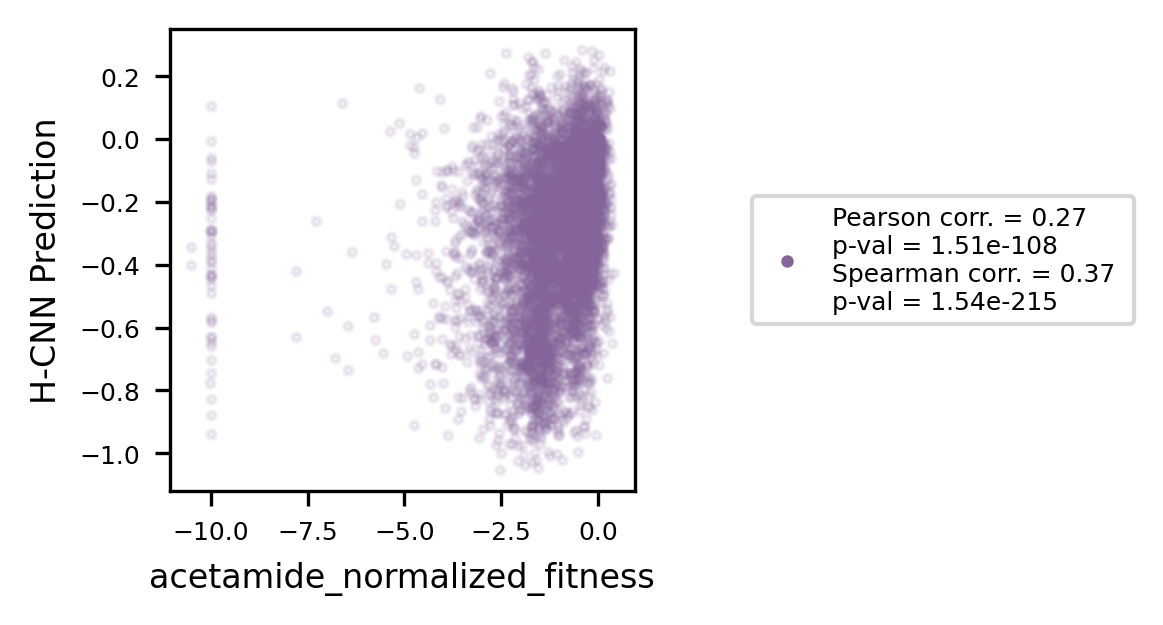 H-CNN Prediction
0.2
0.0
−0.2
−0.4
−0.6
−0.8
−1.0
−10.0
−7.5
−5.0
−2.5
0.0
acetamide_normalized_fitness
Pearson corr. = 0.27
p-val = 1.51e-108
Spearman corr. = 0.37
p-val = 1.54e-215